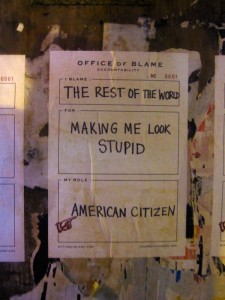 OFFICE OF BLAME
ACCOUNTABILITY
I BLAME
№ 0001
THE REST OF THE WORLD
FOR
MAKING ME LOOK
STUPID
MY ROLE
AMERICAN CITIZEN